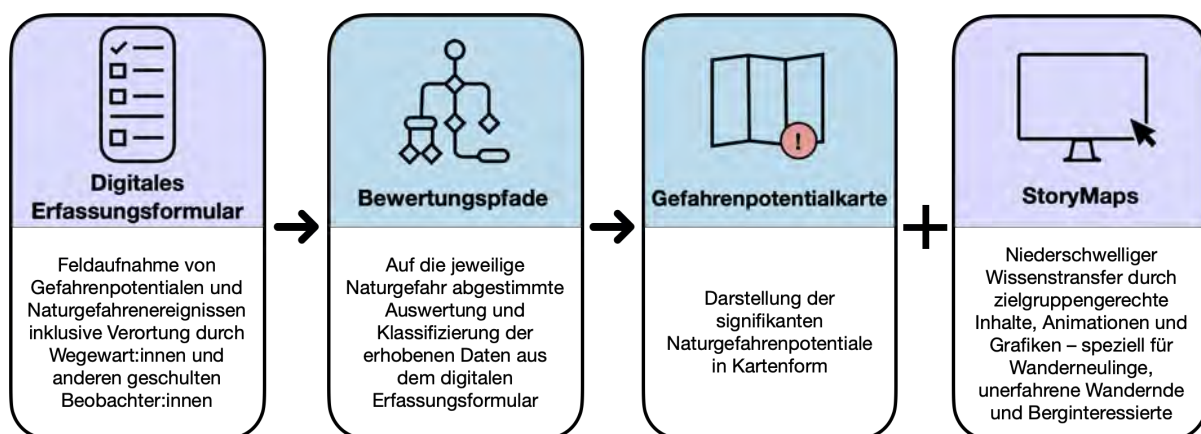 Digitales
Erfassungsformular
Feldaufnahme von
Gefahrenpotentialen und
Naturgefahrenereignissen
inklusive Verortung durch
Wegewart:innen und
anderen geschulten
Beobachter:innen
Bewertungspfade
Auf die jeweilige
Naturgefahr abgestimmte
Auswertung und
Klassifizierung der
erhobenen Daten aus
dem digitalen
Erfassungsformular
!
Gefahrenpotentialkarte
Darstellung der
signifikanten
Naturgefahrenpotentiale
in Kartenform
+
StoryMaps
Niederschwelliger
Wissenstransfer durch
zielgruppengerechte
Inhalte, Animationen und
Grafiken – speziell für
Wanderneulinge,
unerfahrene Wandernde
und Berginteressierte